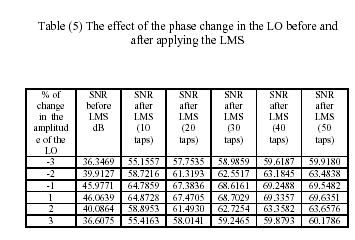 Table (5) The effect of the phase change in the LO before and
after applying the LMS
% of change in the amplitud e of the LO | SNR before LMS dB | SNR after LMS (10 taps) | SNR after LMS (20 taps) | SNR after LMS (30 taps) | SNR after LMS (40 taps) | SNR after LMS (50 taps)
-3 36.3469 55.1557 57.7535 58.9859 59.6187 59.9180
-2 39.9127 58.7216 61.3193 62.5517 63.1845 63.4838
-1 45.9771 64.7859 67.3836 68.6161 69.2488 69.5482
1 46.0639 64.8728 67.4705 68.7029 69.3357 69.6351
2 40.0864 58.8953 61.4930 62.7254 63.3582 63.6576
3 36.6075 55.4163 58.0141 59.2465 59.8793 60.1786